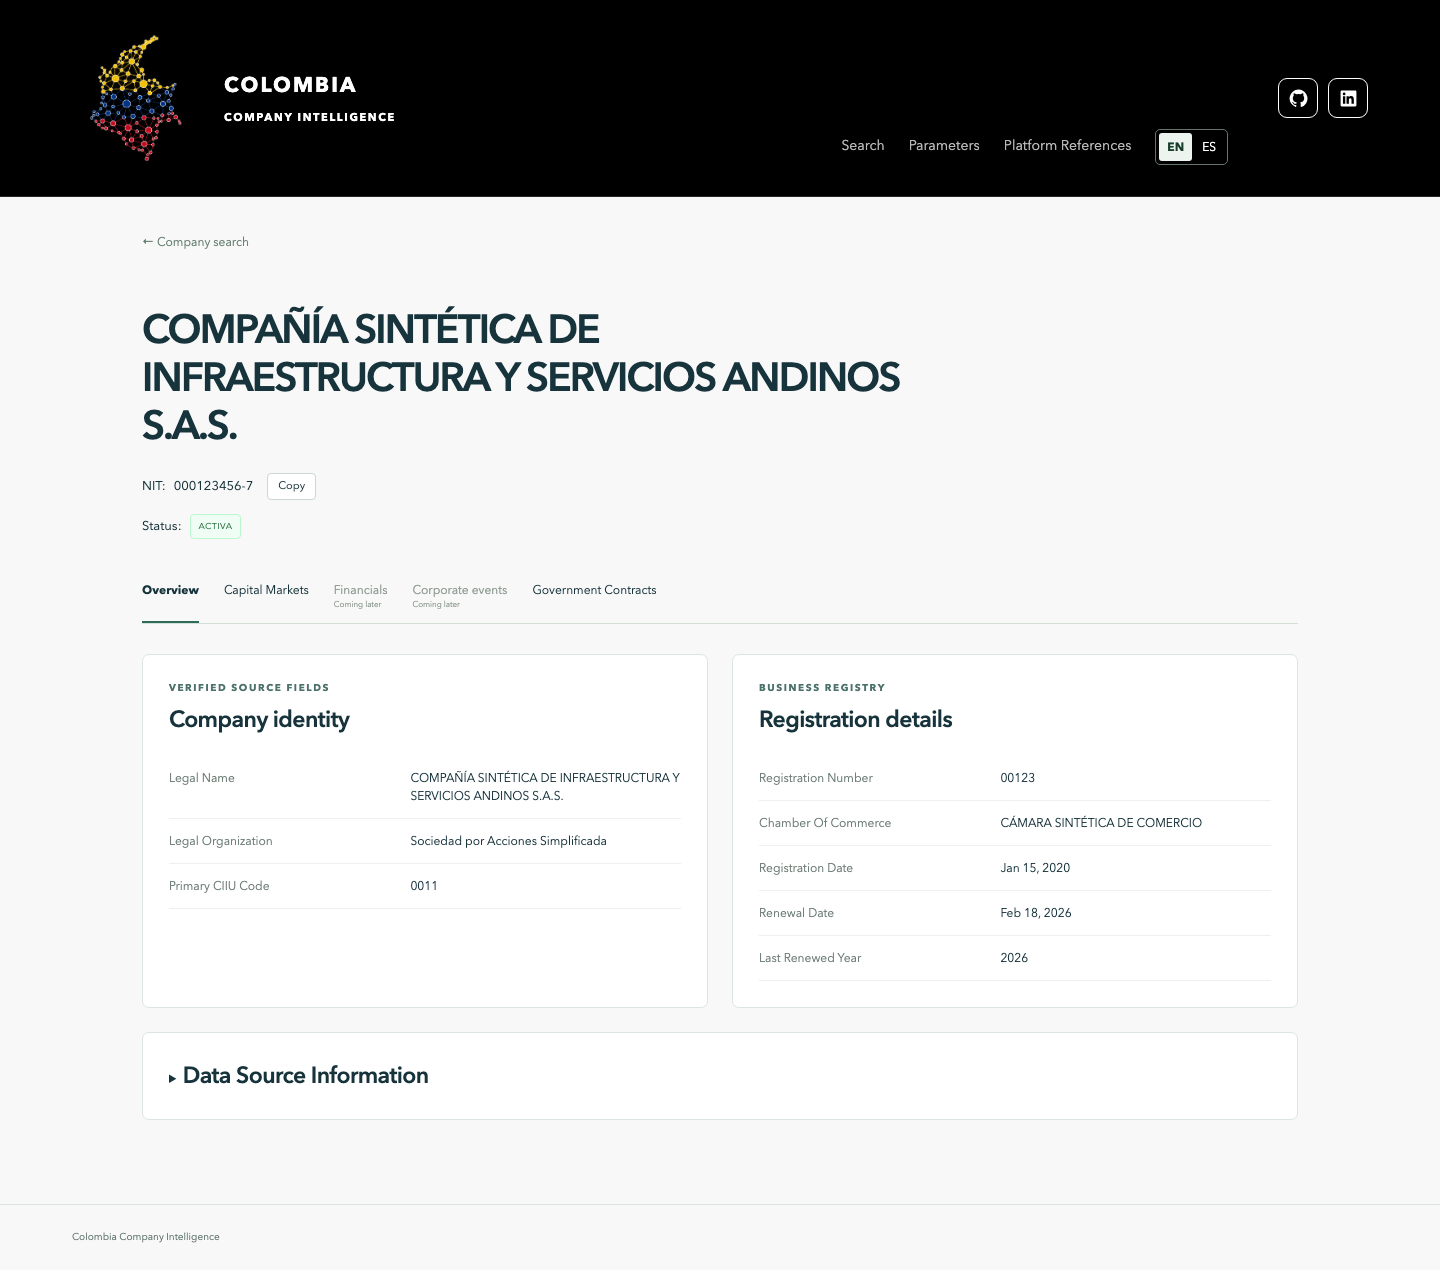 COLOMBIA
COMPANY INTELLIGENCE
Search Parameters Platform References EN ES
← Company search
COMPAÑÍA SINTÉTICA DE
INFRAESTRUCTURA Y SERVICIOS ANDINOS
S.A.S.
NIT: 000123456-7 Copy
Status: ACTIVA
Overview Capital Markets Financials Corporate events Government Contracts
Coming later Coming later
VERIFIED SOURCE FIELDS
Company identity
Legal Name COMPAÑÍA SINTÉTICA DE INFRAESTRUCTURA Y
SERVICIOS ANDINOS S.A.S.
Legal Organization Sociedad por Acciones Simplificada
Primary CIIU Code 0011
BUSINESS REGISTRY
Registration details
Registration Number 00123
Chamber Of Commerce CÁMARA SINTÉTICA DE COMERCIO
Registration Date Jan 15, 2020
Renewal Date Feb 18, 2026
Last Renewed Year 2026
Data Source Information
Colombia Company Intelligence